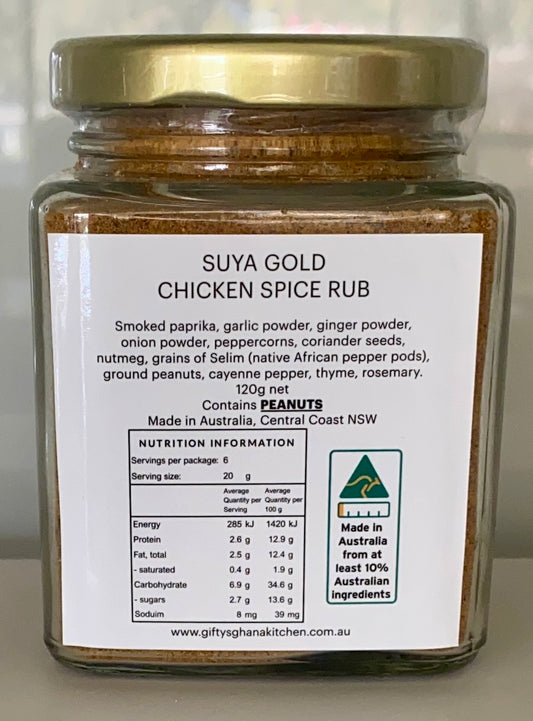 SUYA GOLD
CHICKEN SPICE RUB
Smoked paprika, garlic powder, ginger powder,
onion powder, peppercorns, coriander seeds,
nutmeg, grains of Selim (native African pepper pods),
ground peanuts, cayenne pepper, thyme, rosemary.
120g net
Contains PEANUTS
Made in Australia, Central Coast NSW
NUTRITION INFORMATION
Servings per package: 6
Serving size: 20 g
Average Average
Quantity per Quantity per
Serving 100 g
Energy 285 kJ 1420 kJ
Protein 2.6 g 12.9 g
Fat, total 2.5 g 12.4 g
- saturated 0.4 g 1.9 g
Carbohydrate 6.9 g 34.6 g
- sugars 2.7 g 13.6 g
Soduim 8 mg 39 mg
Made in
Australia
from at
least 10%
Australian
ingredients
www.giftysghanakitchen.com.au